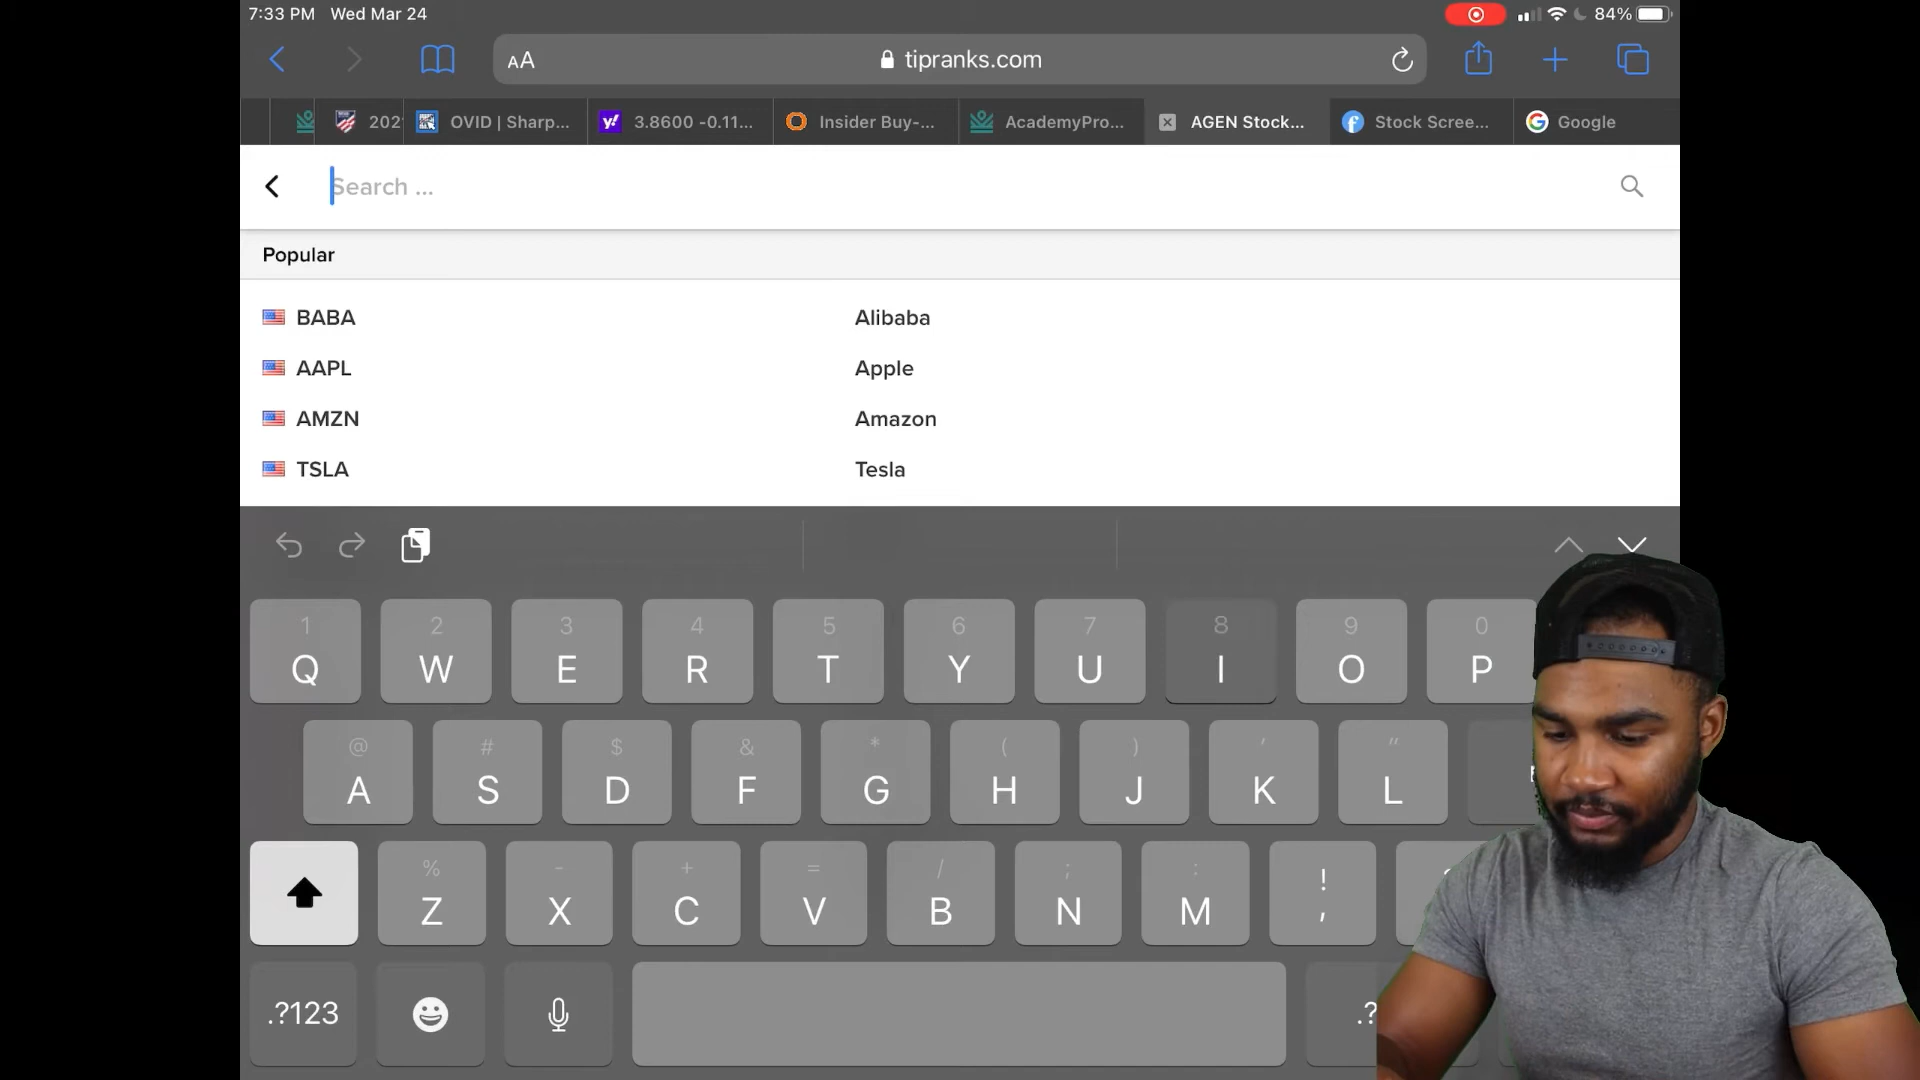 7:33 PM Wed Mar 24
84%
AA tipranks.com
202
OVID | Sharp...
3.8600 -0.11...
Insider Buy-...
AcademyPro...
AGEN Stock...
Stock Scree...
Google
Search ...
Popular
BABA Alibaba
AAPL Apple
AMZN Amazon
TSLA Tesla
1 2 3 4 5 6 7 8 9 0
Q W E R T Y U I O P
@ # $ & * ( ) ' "
A S D F G H J K L
% - + = / ; : !
Z X C V B N M ,
.?123 .?